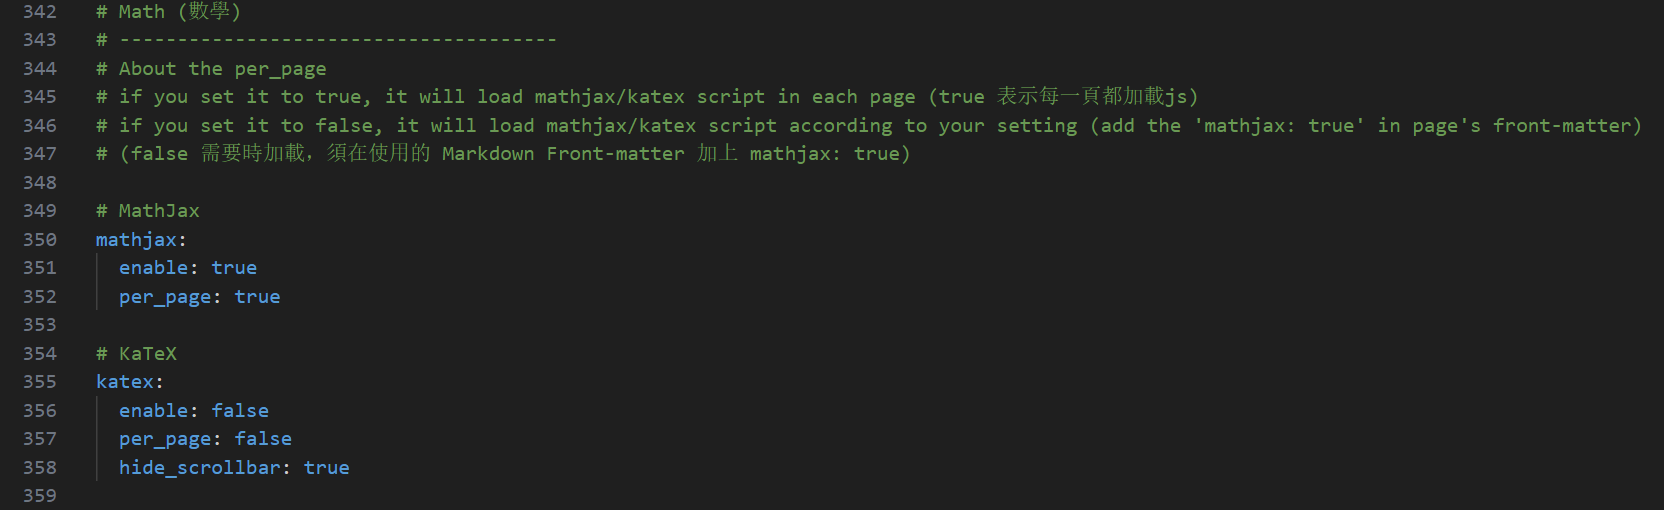 342 # Math (數學)
343 # --------------------------------------
344 # About the per_page
345 # if you set it to true, it will load mathjax/katex script in each page (true 表示每一頁都加載js)
346 # if you set it to false, it will load mathjax/katex script according to your setting (add the 'mathjax: true' in page's front-matter)
347 # (false 需要時加載，須在使用的 Markdown Front-matter 加上 mathjax: true)
348
349 # MathJax
350 mathjax:
351   enable: true
352   per_page: true
353
354 # KaTeX
355 katex:
356   enable: false
357   per_page: false
358   hide_scrollbar: true
359